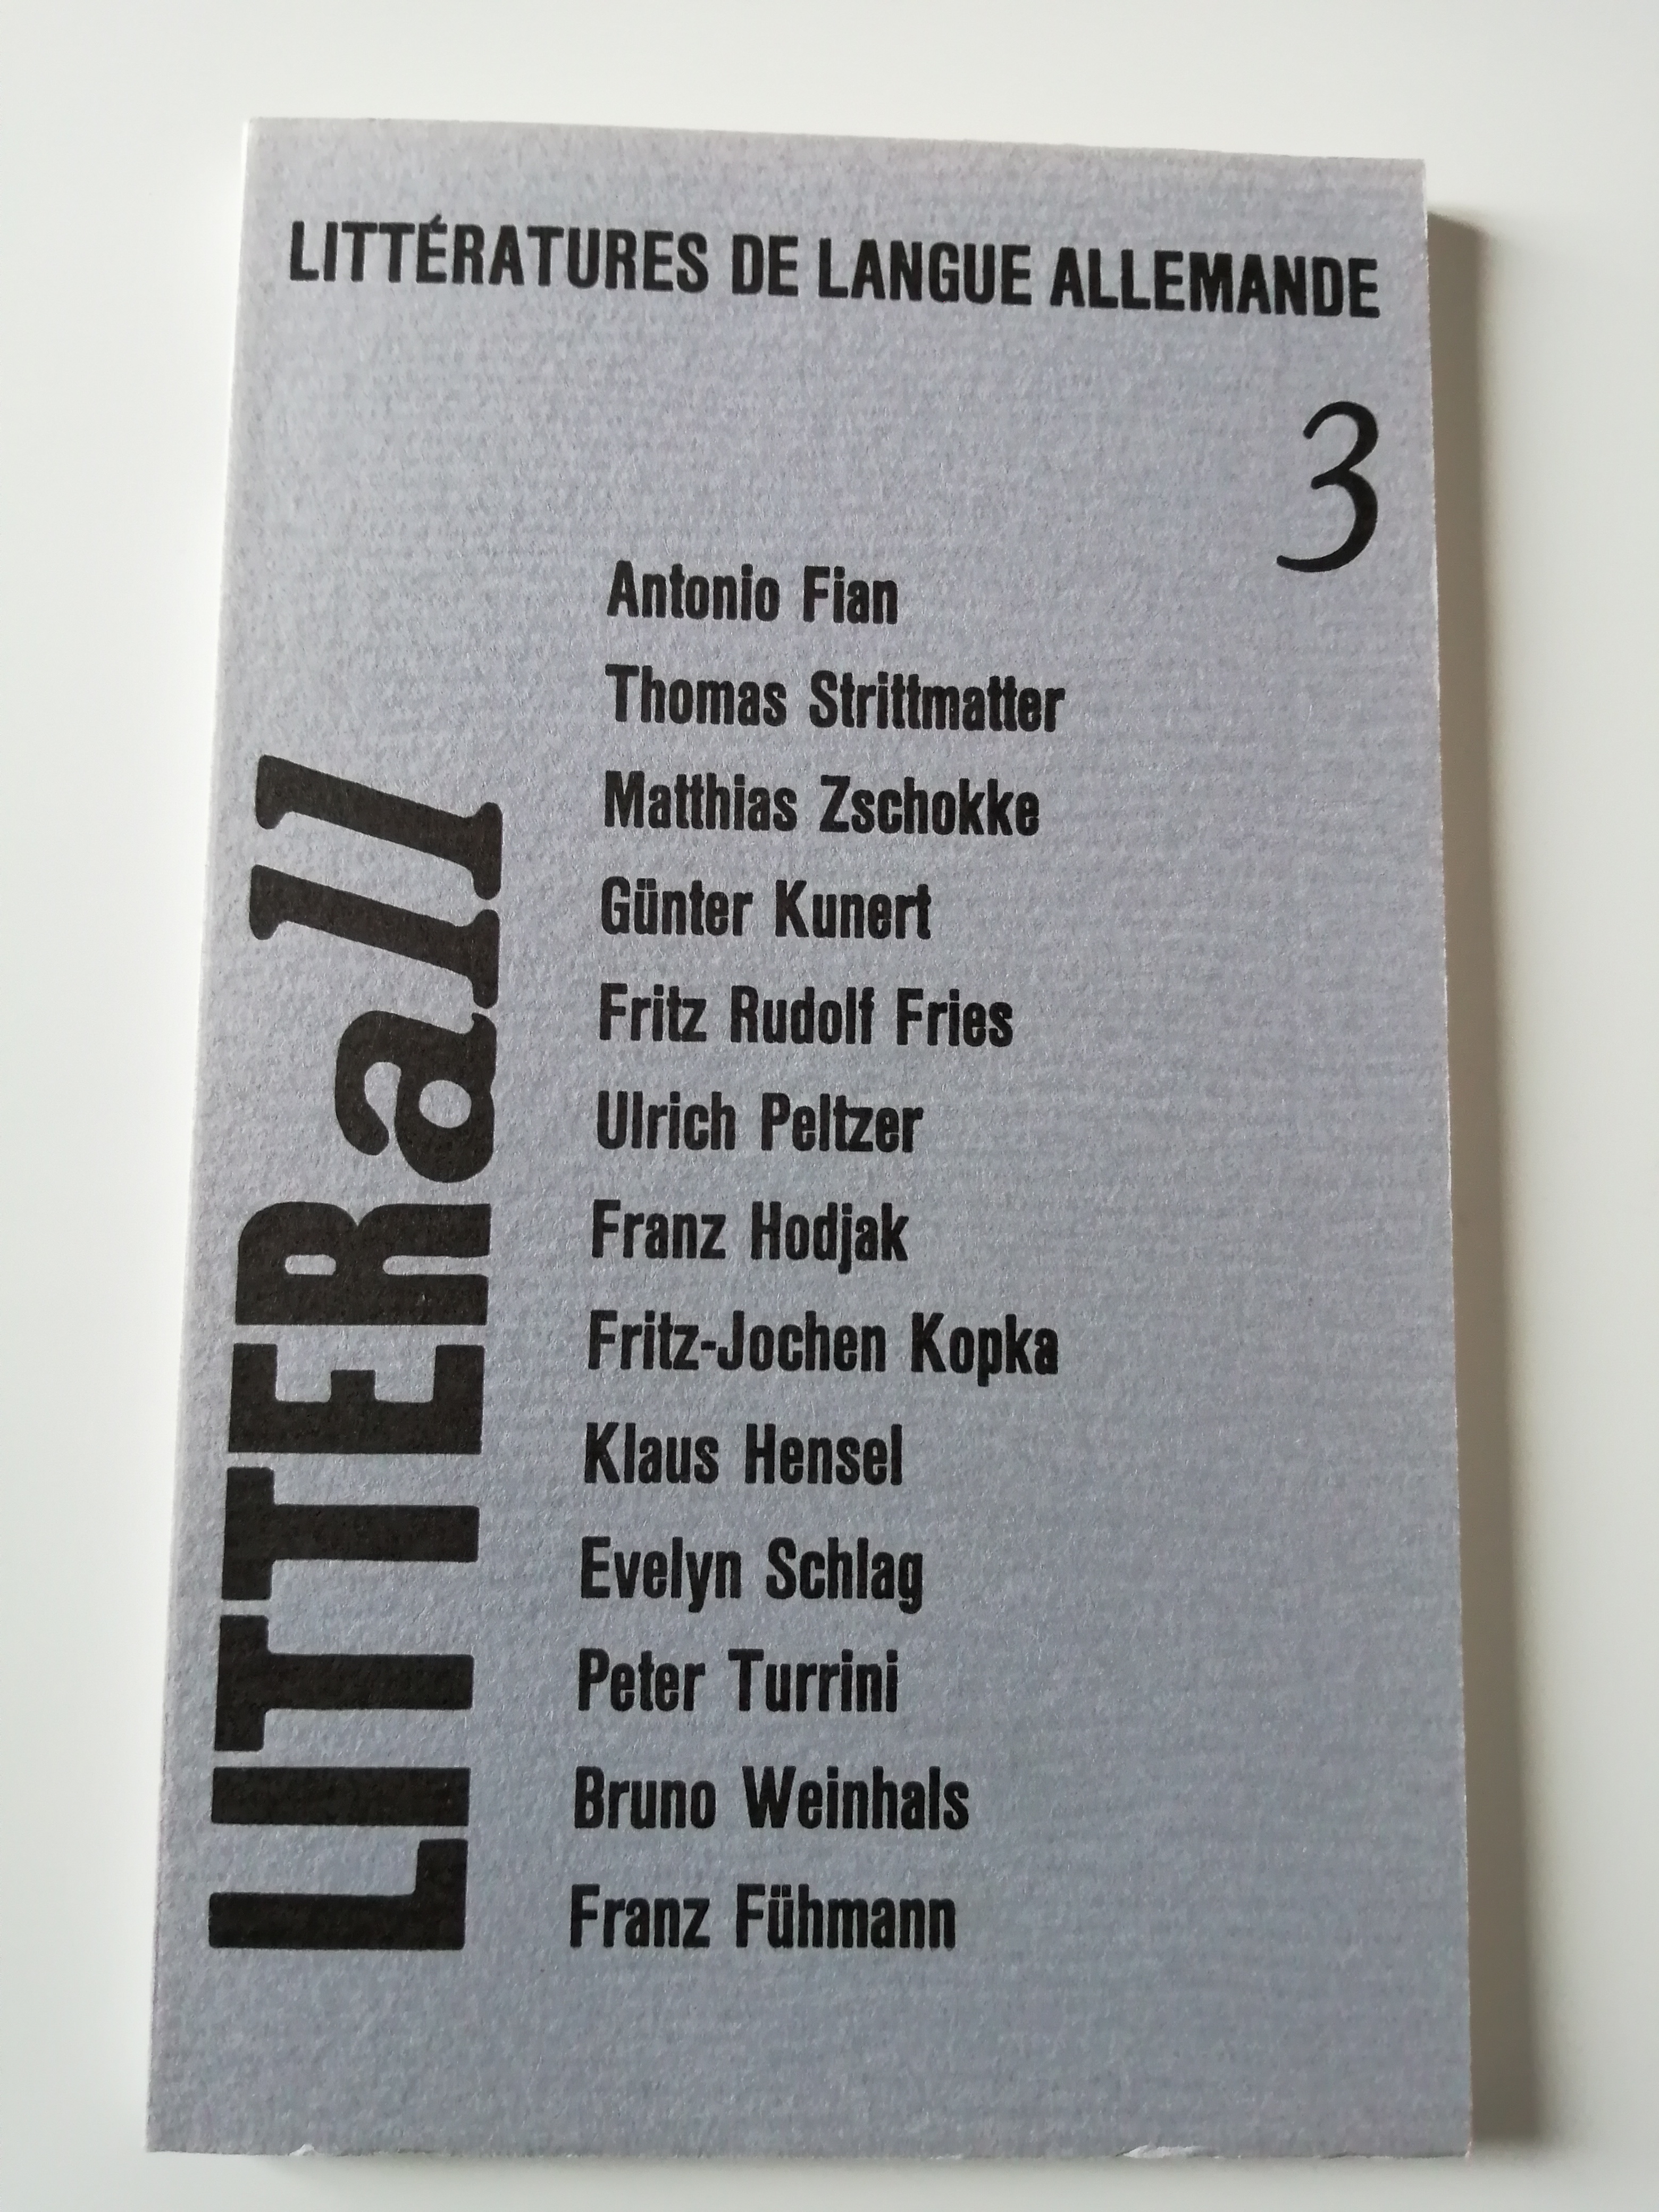 LITTÉRATURES DE LANGUE ALLEMANDE
3
LITTERall
Antonio Fian
Thomas Strittmatter
Matthias Zschokke
Günter Kunert
Fritz Rudolf Fries
Ulrich Peltzer
Franz Hodjak
Fritz-Jochen Kopka
Klaus Hensel
Evelyn Schlag
Peter Turrini
Bruno Weinhals
Franz Fühmann